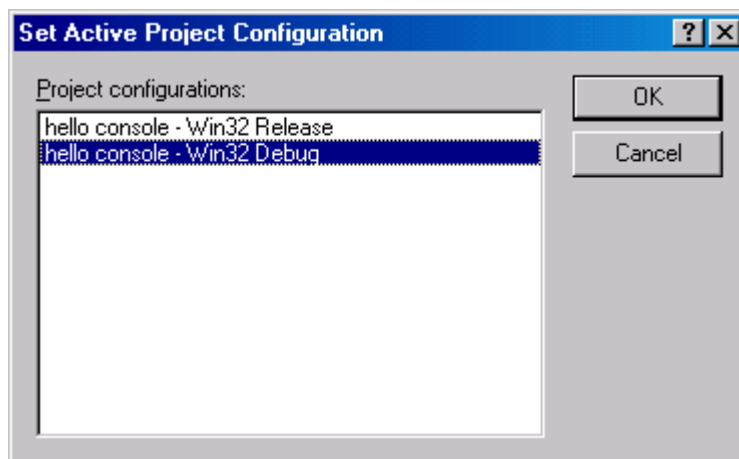 Set Active Project Configuration
Project configurations:
hello console - Win32 Release
hello console - Win32 Debug
OK
Cancel